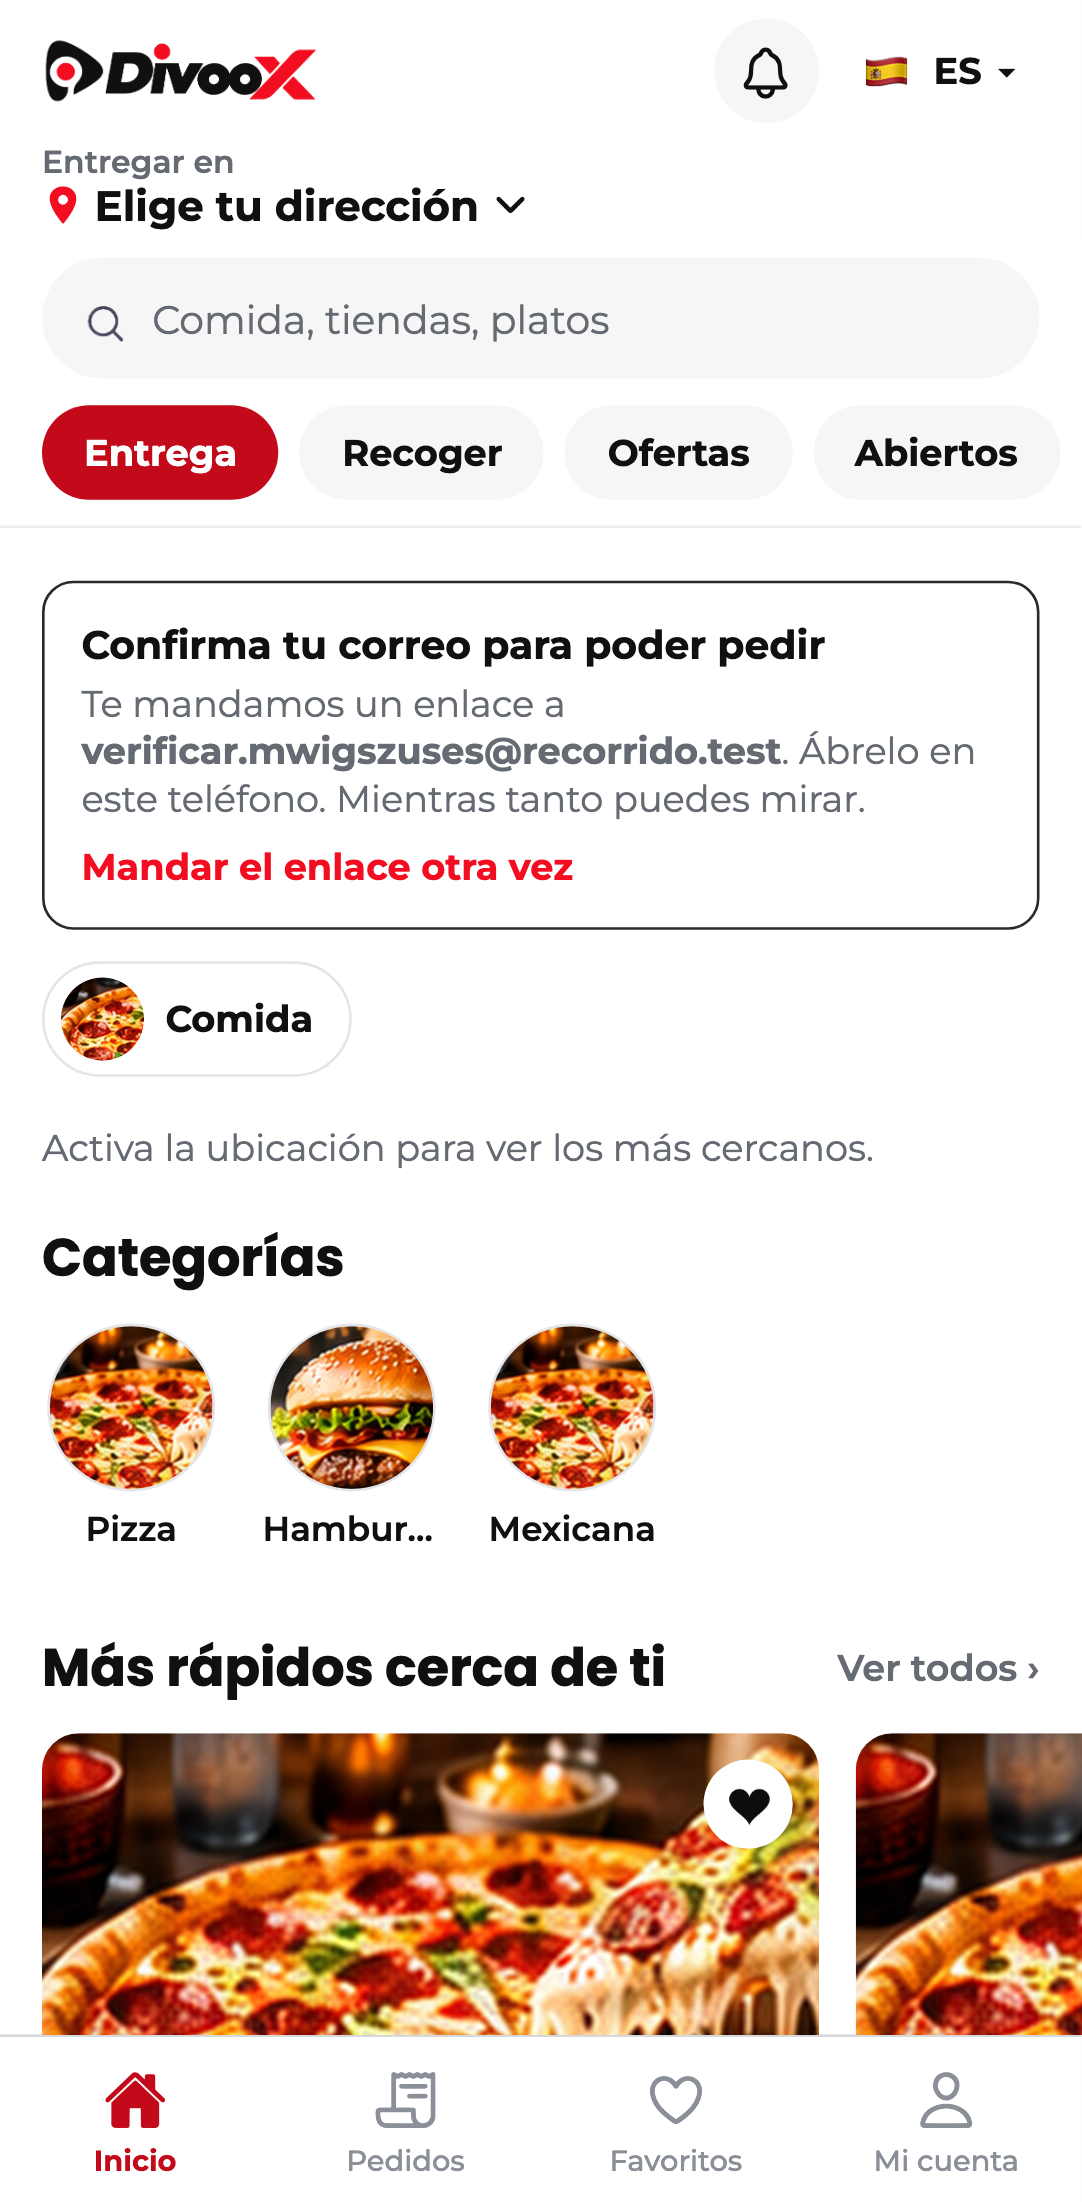 DivooX
ES
Entregar en
Elige tu dirección
Comida, tiendas, platos
Entrega
Recoger
Ofertas
Abiertos
Confirma tu correo para poder pedir
Te mandamos un enlace a
verificar.mwigszuses@recorrido.test. Ábrelo en
este teléfono. Mientras tanto puedes mirar.
Mandar el enlace otra vez
Comida
Activa la ubicación para ver los más cercanos.
Categorías
Pizza
Hambur...
Mexicana
Más rápidos cerca de ti
Ver todos ›
Inicio
Pedidos
Favoritos
Mi cuenta